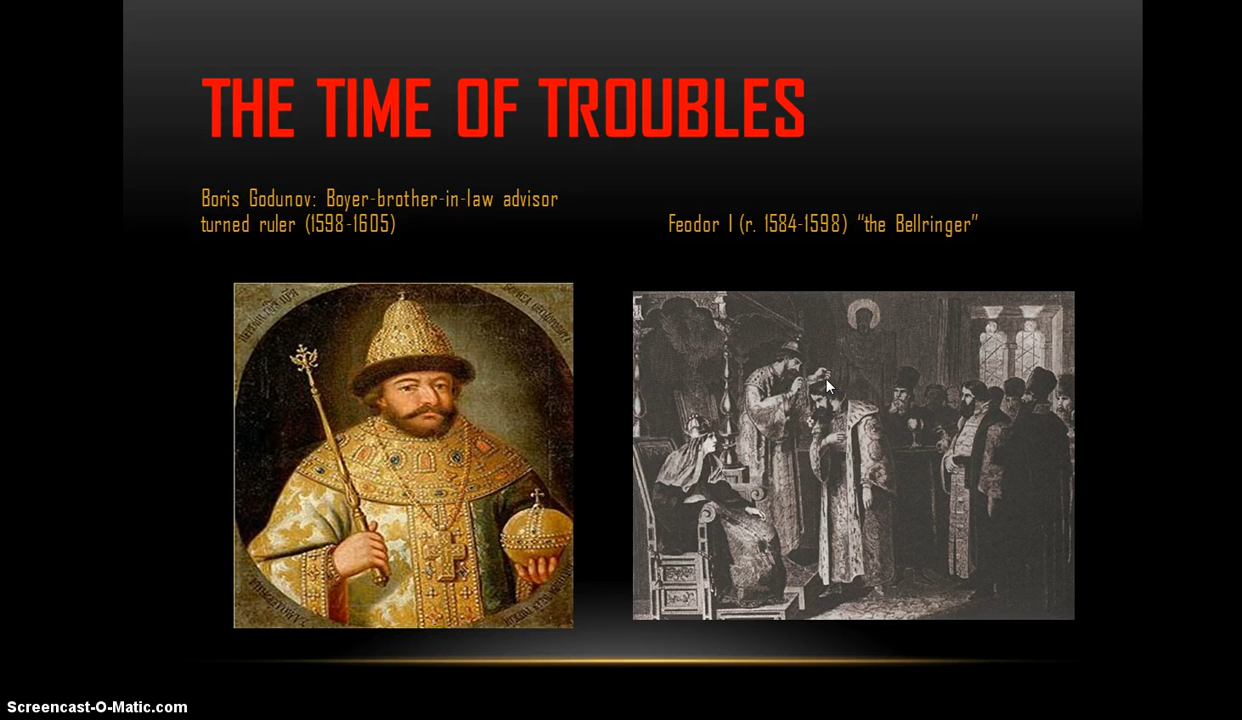 THE TIME OF TROUBLES
Boris Godunov: Boyer-brother-in-law advisor
turned ruler (1598-1605)
Feodor I (r. 1584-1598) “the Bellringer”
Screencast-O-Matic.com